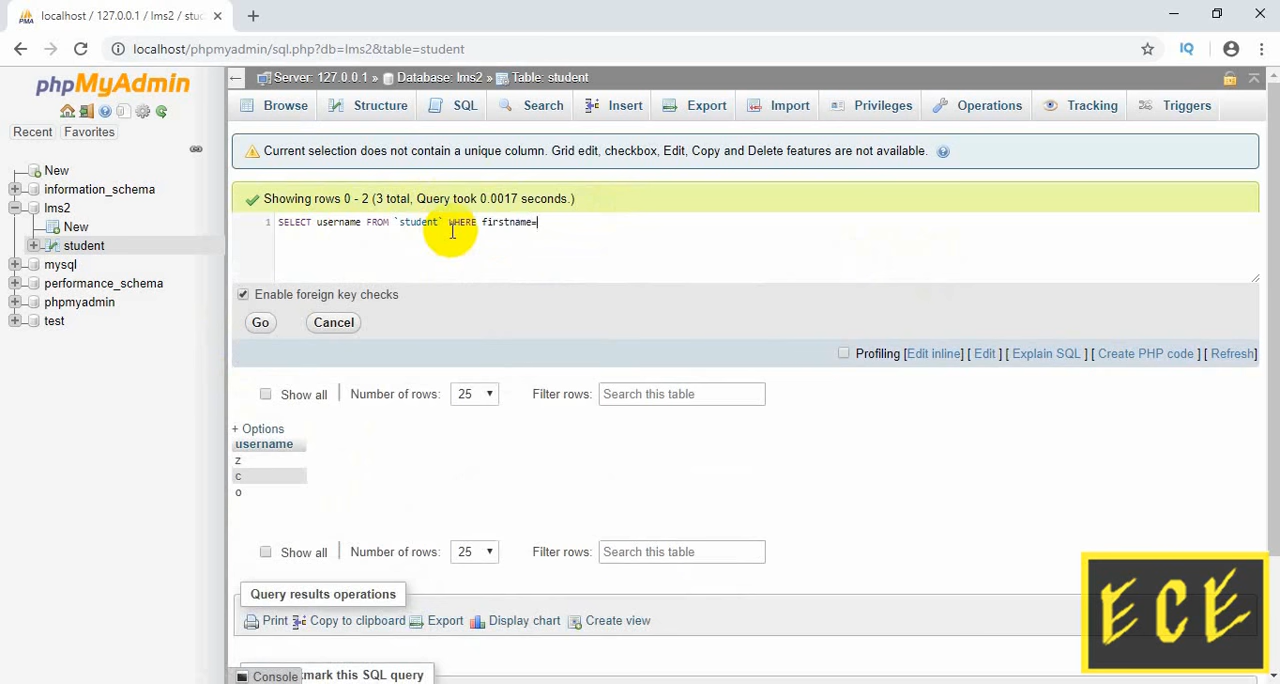 localhost / 127.0.0.1 / lms2 / stud
localhost/phpmyadmin/sql.php?db=lms2&table=student
IQ
phpMyAdmin
Recent Favorites
New
information_schema
lms2
New
student
mysql
performance_schema
phpmyadmin
test
Server: 127.0.0.1 » Database: lms2 » Table: student
Browse Structure SQL Search Insert Export Import Privileges Operations Tracking Triggers
Current selection does not contain a unique column. Grid edit, checkbox, Edit, Copy and Delete features are not available.
Showing rows 0 - 2 (3 total, Query took 0.0017 seconds.)
1 SELECT username FROM `student` WHERE firstname=
Enable foreign key checks
Go Cancel
Profiling [Edit inline] [ Edit ] [ Explain SQL ] [ Create PHP code ] [ Refresh]
Show all Number of rows: 25 Filter rows: Search this table
+ Options
username
z
c
o
Show all Number of rows: 25 Filter rows: Search this table
Query results operations
Print Copy to clipboard Export Display chart Create view
Console mark this SQL query
ECE